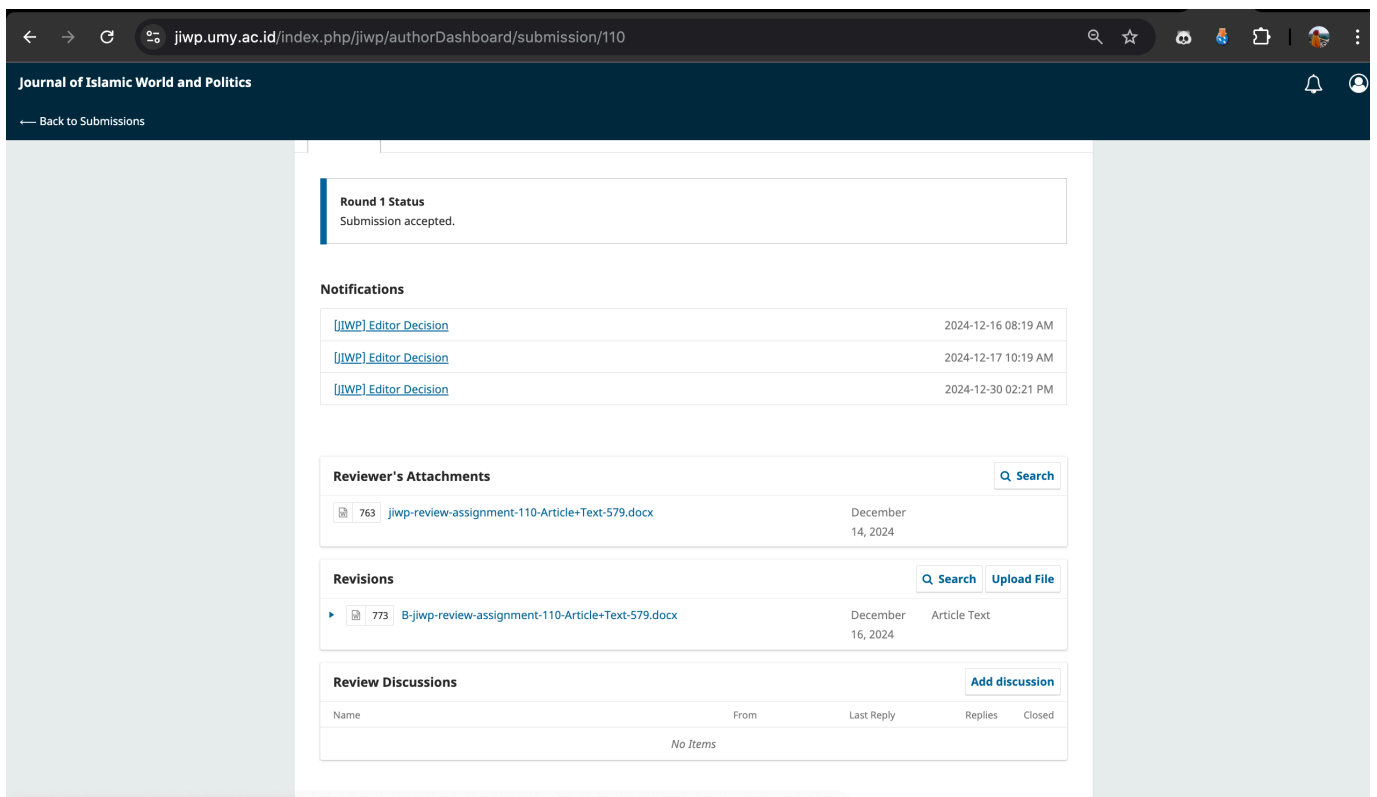 jiwp.umy.ac.id/index.php/jiwp/authorDashboard/submission/110
Journal of Islamic World and Politics
⟵ Back to Submissions
Round 1 Status
Submission accepted.
Notifications
[JIWP] Editor Decision 2024-12-16 08:19 AM
[JIWP] Editor Decision 2024-12-17 10:19 AM
[JIWP] Editor Decision 2024-12-30 02:21 PM
Reviewer's Attachments Search
763 jiwp-review-assignment-110-Article+Text-579.docx December
14, 2024
Revisions Search Upload File
773 B-jiwp-review-assignment-110-Article+Text-579.docx December Article Text
16, 2024
Review Discussions Add discussion
Name From Last Reply Replies Closed
No Items